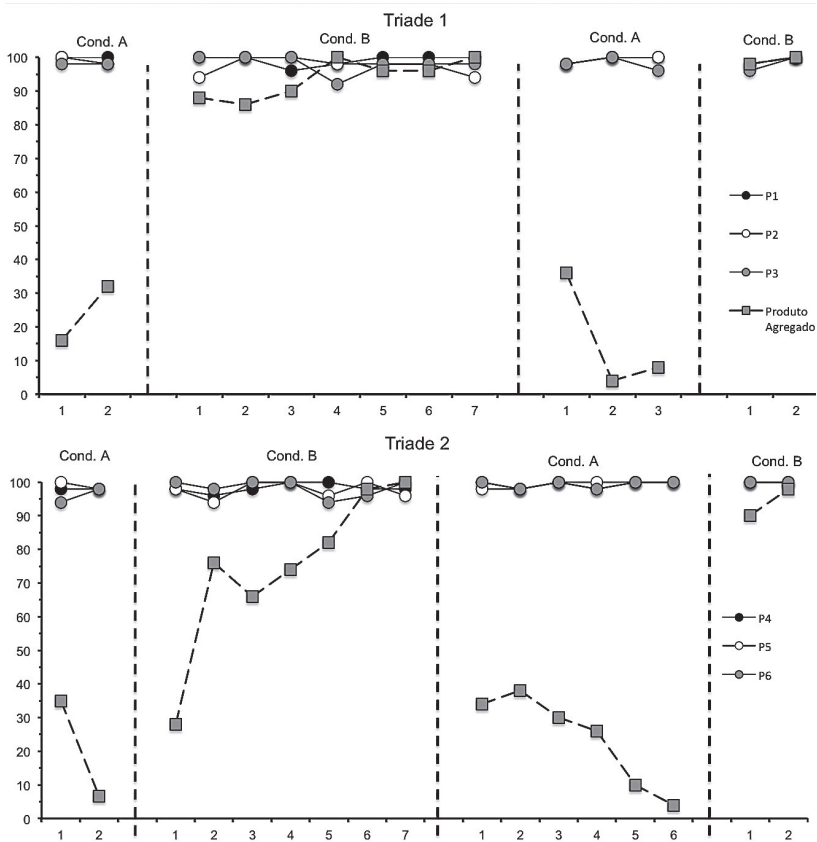 Triade 1
Cond. A
Cond. B
Cond. A
Cond. B
100
90
80
70
60
50
40
30
20
10
0
P1
P2
P3
Produto
Agregado
1 2 1 2 3 4 5 6 7 1 2 3 1 2
Triade 2
Cond. A
Cond. B
Cond. A
Cond. B
100
90
80
70
60
50
40
30
20
10
0
P4
P5
P6
1 2 1 2 3 4 5 6 7 1 2 3 4 5 6 1 2